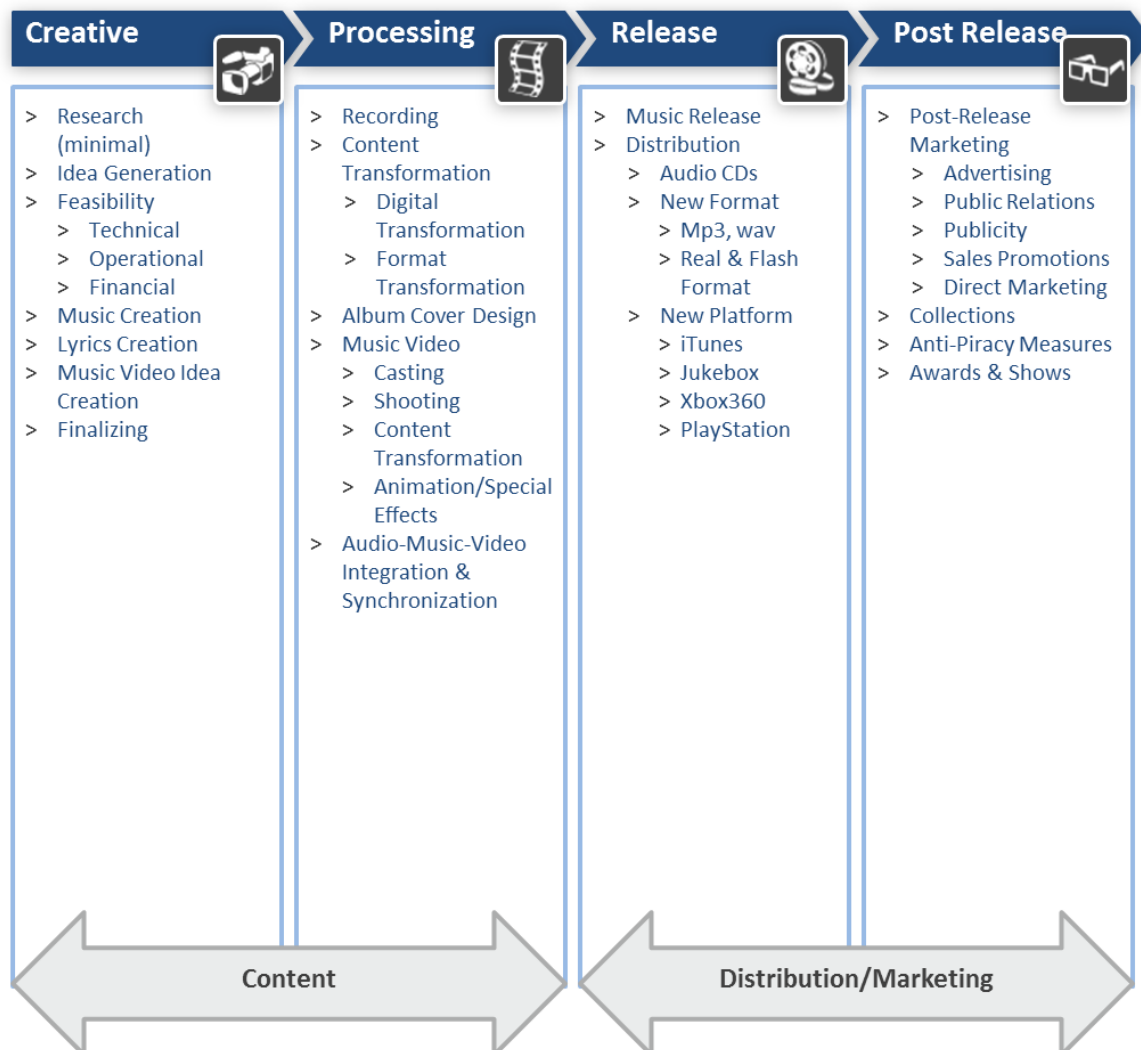 Creative
> Research
(minimal)
> Idea Generation
> Feasibility
> Technical
> Operational
> Financial
> Music Creation
> Lyrics Creation
> Music Video Idea
Creation
> Finalizing
Processing
> Recording
> Content
Transformation
> Digital
Transformation
> Format
Transformation
> Album Cover Design
> Music Video
> Casting
> Shooting
> Content
Transformation
> Animation/Special
Effects
> Audio-Music-Video
Integration &
Synchronization
Release
> Music Release
> Distribution
> Audio CDs
> New Format
> Mp3, wav
> Real & Flash
Format
> New Platform
> iTunes
> Jukebox
> Xbox360
> PlayStation
Post Release
> Post-Release
Marketing
> Advertising
> Public Relations
> Publicity
> Sales Promotions
> Direct Marketing
> Collections
> Anti-Piracy Measures
> Awards & Shows
Content
Distribution/Marketing